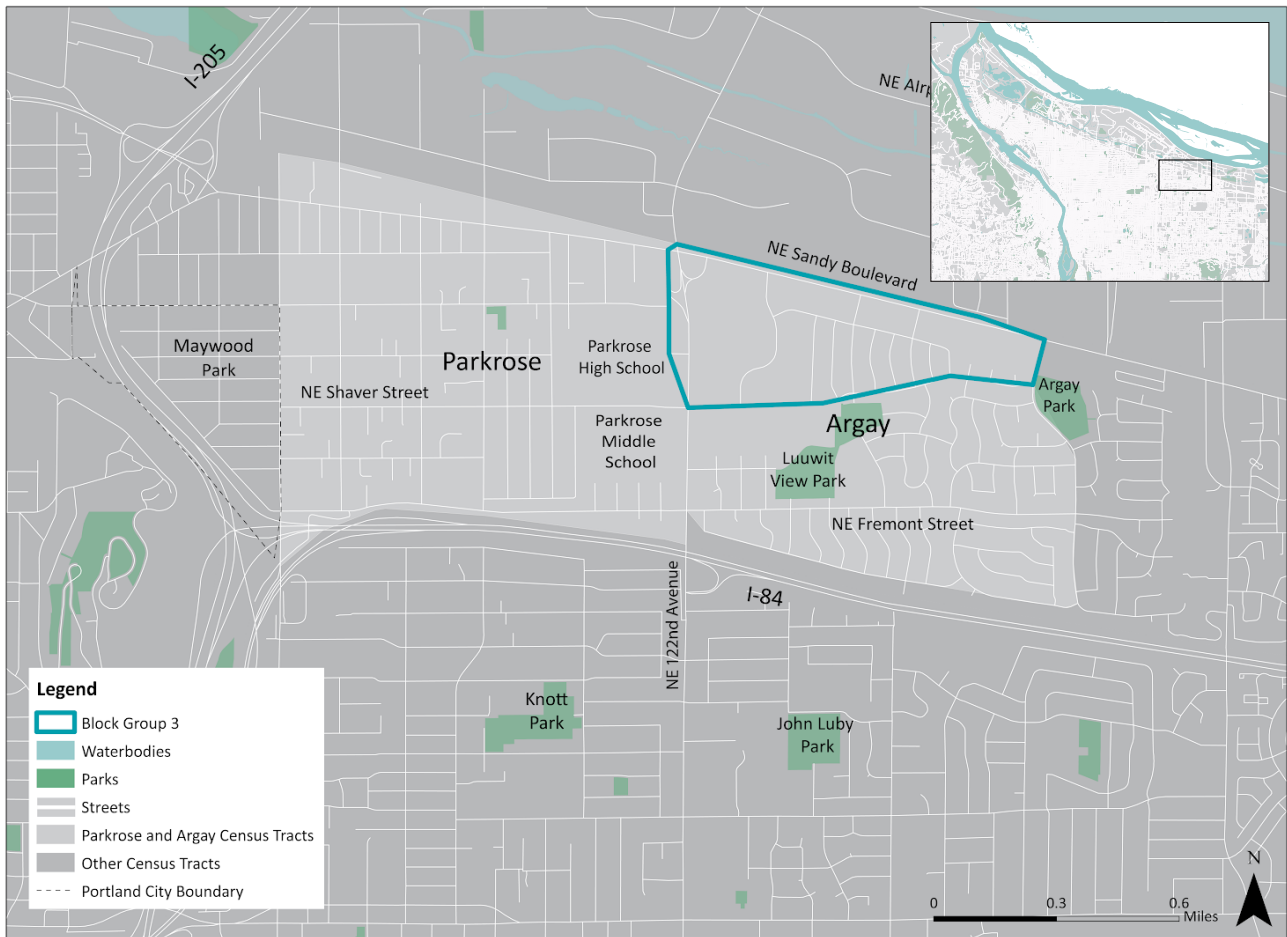 I-205
NE Airp
NE Sandy Boulevard
Maywood
Park
Parkrose
Parkrose
High School
NE Shaver Street
Argay
Park
Parkrose
Middle
School
Argay
Luuwit
View Park
NE Fremont Street
NE 122nd Avenue
I-84
Knott
Park
John Luby
Park
Legend
Block Group 3
Waterbodies
Parks
Streets
Parkrose and Argay Census Tracts
Other Census Tracts
Portland City Boundary
N
0 0.3 0.6
Miles